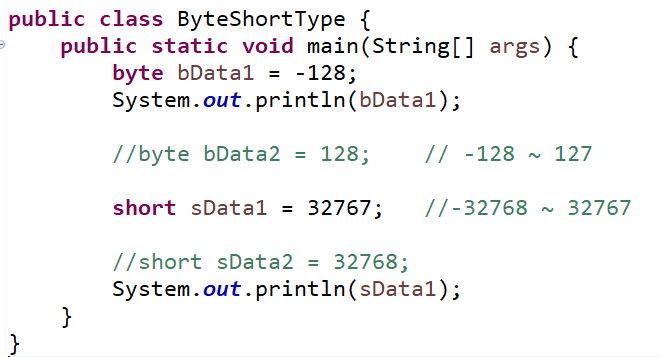 public class ByteShortType {
    public static void main(String[] args) {
        byte bData1 = -128;
        System.out.println(bData1);
        //byte bData2 = 128;    // -128 ~ 127
        short sData1 = 32767;   //-32768 ~ 32767
        //short sData2 = 32768;
        System.out.println(sData1);
    }
}